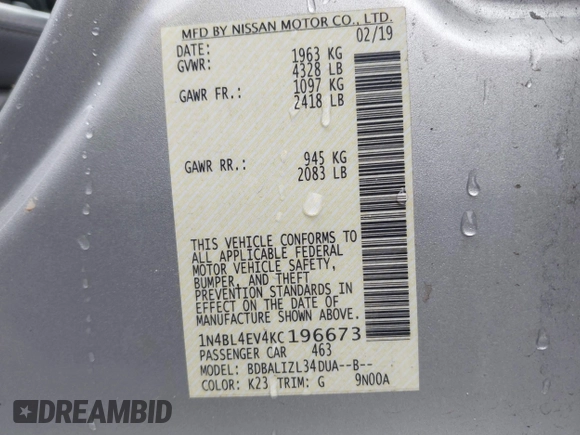 MFD BY NISSAN MOTOR CO., LTD.
DATE: 02/19
GVWR: 1963 KG
4328 LB
GAWR FR.: 1097 KG
2418 LB
GAWR RR.: 945 KG
2083 LB
THIS VEHICLE CONFORMS TO
ALL APPLICABLE FEDERAL
MOTOR VEHICLE SAFETY,
BUMPER, AND THEFT
PREVENTION STANDARDS IN
EFFECT ON THE DATE OF
MANUFACTURE SHOWN ABOVE.
1N4BL4EV4KC196673
PASSENGER CAR 463
MODEL: BDBALIZL34DUA--B--
COLOR: K23 TRIM: G 9N00A
DREAMBID DREAMBID